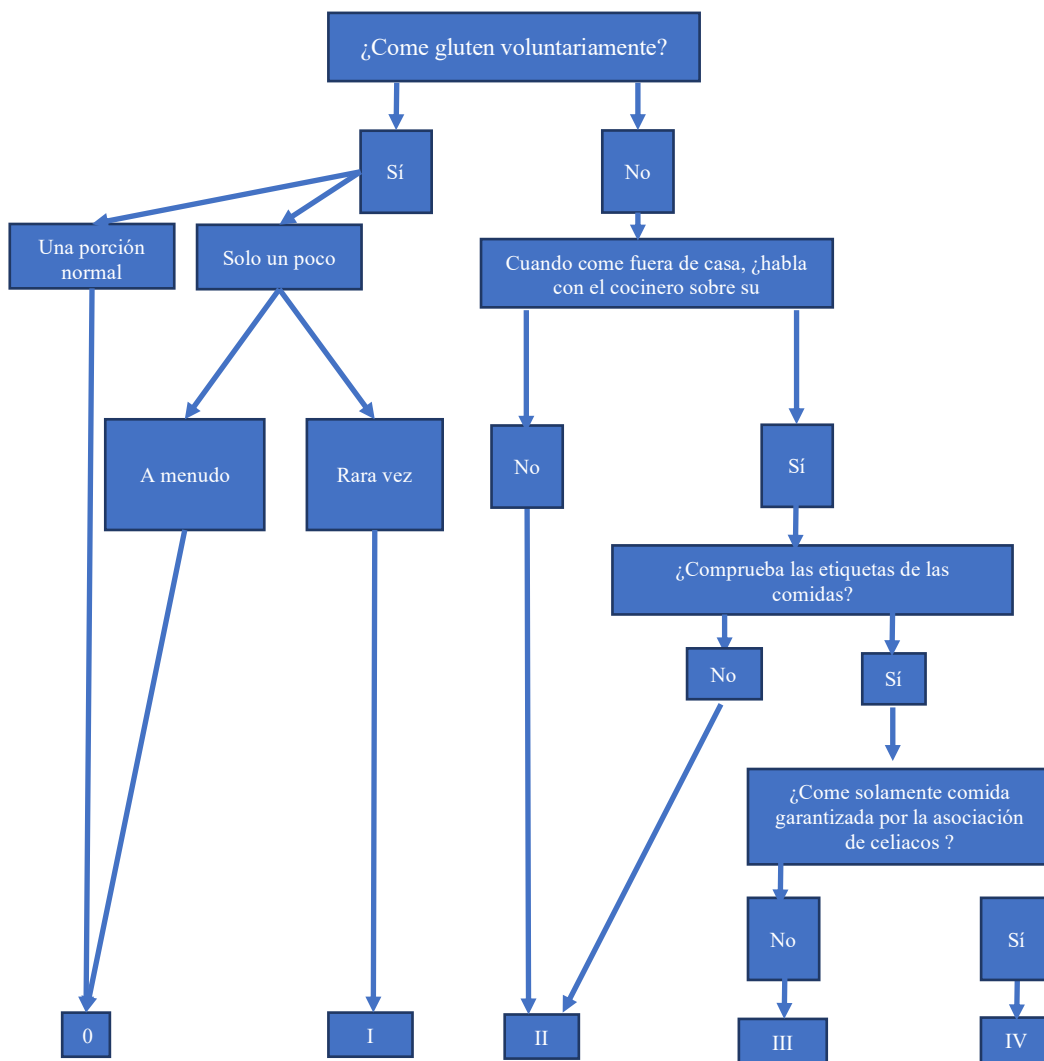 ¿Come gluten voluntariamente?
Sí
No
Una porción
normal
Solo un poco
Cuando come fuera de casa, ¿habla
con el cocinero sobre su
A menudo
Rara vez
No
Sí
¿Comprueba las etiquetas de las
comidas?
No
Sí
¿Come solamente comida
garantizada por la asociación
de celiacos ?
No
Sí
0
I
II
III
IV